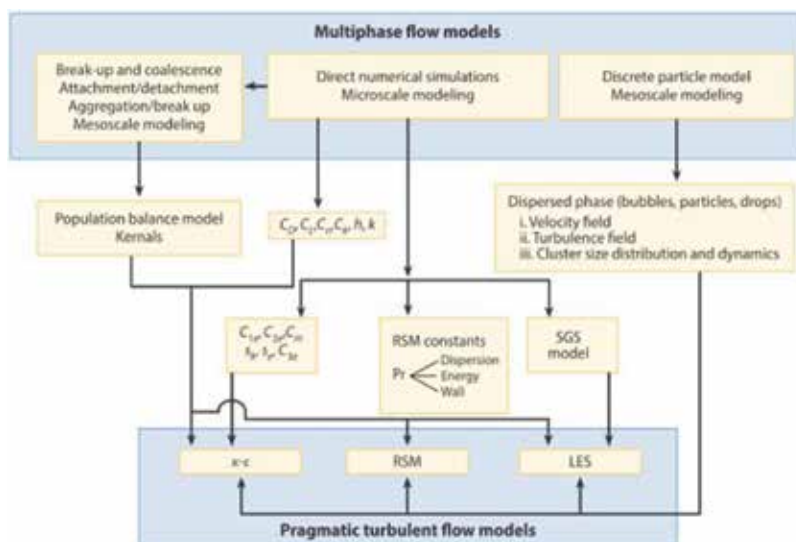 Multiphase flow models
Break-up and coalescence
Attachment/detachment
Aggregation/break up
Mesoscale modeling
Direct numerical simulations
Microscale modeling
Discrete particle model
Mesoscale modeling
Population balance model
Kernals
Dispersed phase (bubbles, particles, drops)
i. Velocity field
ii. Turbulence field
iii. Cluster size distribution and dynamics
RSM constants
Pr
Dispersion
Energy
Wall
SGS
model
κ-ε
RSM
LES
Pragmatic turbulent flow models